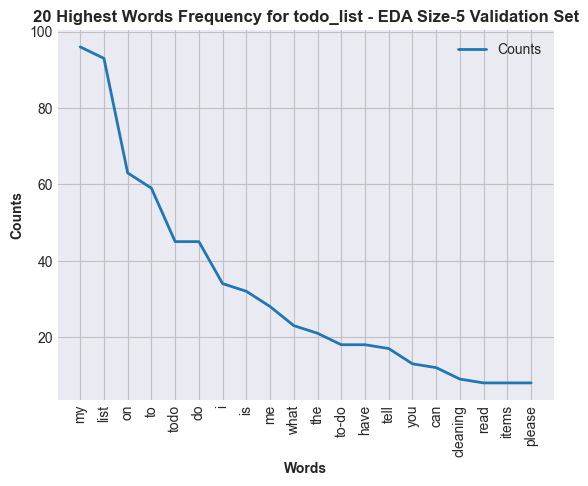 20 Highest Words Frequency for todo_list - EDA Size-5 Validation Set
Counts
100
80
60
40
20
Counts
my
list
on
to
todo
do
i
is
me
what
the
to-do
have
tell
you
can
cleaning
read
items
please
Words